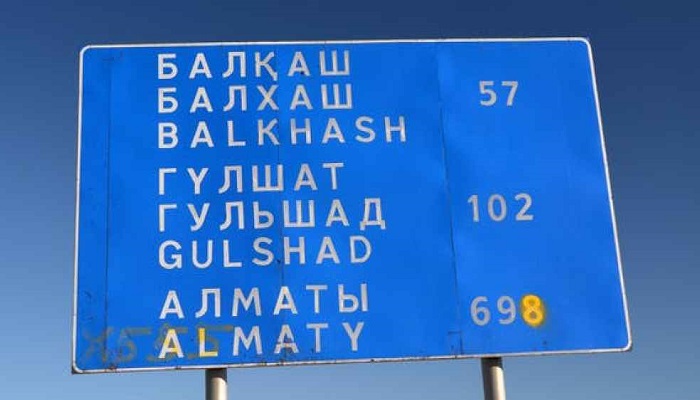 БАЛҚАШ
БАЛХАШ 57
BALKHASH
ГҮЛШАТ
ГУЛЬШАД 102
GULSHAD
АЛМАТЫ 698
ALMATY